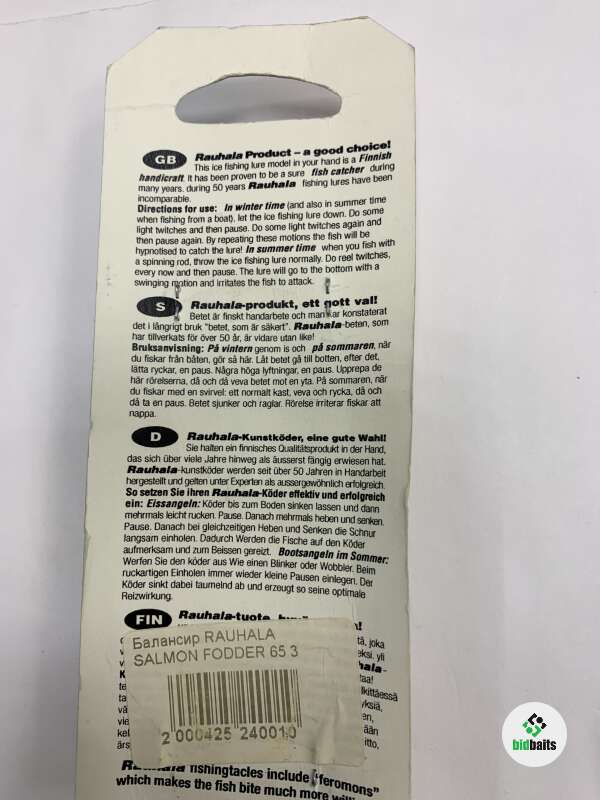 GB Rauhala Product – a good choice!
This ice fishing lure model in your hand is a Finnish
handicraft. It has been proven to be a sure fish catcher during
many years. during 50 years Rauhala fishing lures have been
incomparable.
Directions for use: In winter time (and also in summer time
when fishing from a boat), let the ice fishing lure down. Do some
light twitches and then pause. Do some light twitches again and
then pause again. By repeating these motions the fish will be
hypnotised to catch the lure! In summer time when you fish with
a spinning rod, throw the ice fishing lure normally. Do reel twitches,
every now and then pause. The lure will go to the bottom with a
swinging motion and irritates the fish to attack.
S Rauhala-produkt, ett gott val!
Betet är finskt handarbete och man kar konstaterat
det i långrigt bruk "betet, som är säkert". Rauhala-beten, som
har tillverkats för över 50 år, är vidare utan like!
Bruksanvisning: På vintern genom is och på sommaren, när
du fiskar från båten, gör så här. Låt betet gå till botten, efter det,
lätta ryckar, en paus. Några höga lyftningar, en paus. Upprepa de
här rörelserna, då och då veva betet mot en yta. På sommaren, när
du fiskar med en svirvel: ett normalt kast, veva och rycka, då och
då ta en paus. Betet sjunker och raglar. Rörelse irriterar fiskar att
nappa.
D Rauhala-Kunstköder, eine gute Wahl!
Sie halten ein finnisches Qualitätsprodukt in der Hand,
das sich über viele Jahre hinweg als äusserst fängig erwiesen hat.
Rauhala-kunstköder werden seit über 50 Jahren in Handarbeit
hergestellt und gelten unter Experten als aussergewöhnlich erfolgreich.
So setzen Sie ihren Rauhala-Köder effektiv und erfolgreich
ein: Eissangeln: Köder bis zum Boden sinken lassen und dann
mehrmals leicht rucken. Pause. Danach mehrmals heben und senken.
Pause. Danach bei gleichzeitigen Heben und Senken die Schnur
langsam einholen. Dadurch Werden die Fische auf den Köder
aufmerksam und zum Beissen gereizt. Bootsangeln im Sommer:
Werfen Sie den köder aus Wie einen Blinker oder Wobbler. Beim
ruckartigen Einholen immer wieder kleine Pausen einlegen. Der
Köder sinkt dabei taumelnd ab und erzeugt so seine optimale
Reizwirkung.
FIN Rauhala-tuote,
joka
yli
Балансир RAUHALA
SALMON FODDER 65 3
2 000425 240010
fishingtacles include "feromons"
which makes the fish bite much more
bidbaits